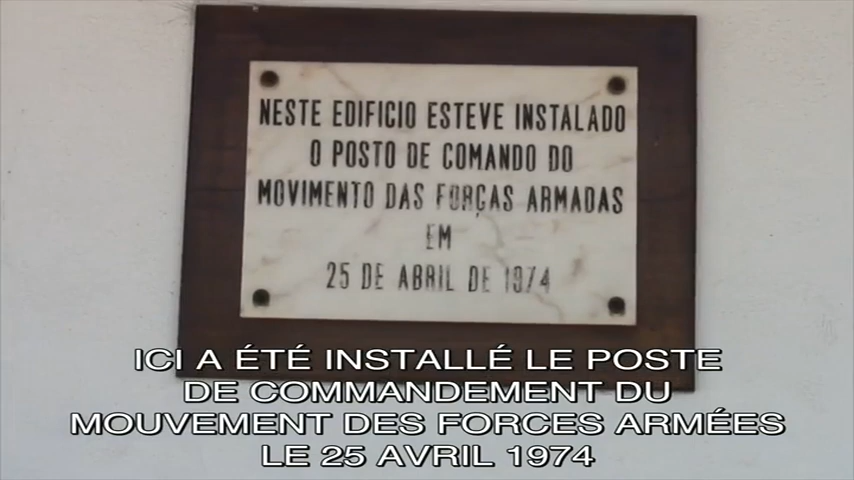 NESTE EDIFICIO ESTEVE INSTALADO
O POSTO DE COMANDO DO
MOVIMENTO DAS FORÇAS ARMADAS
EM
25 DE ABRIL DE 1974
ICI A ÉTÉ INSTALLÉ LE POSTE
DE COMMANDEMENT DU
MOUVEMENT DES FORCES ARMÉES
LE 25 AVRIL 1974